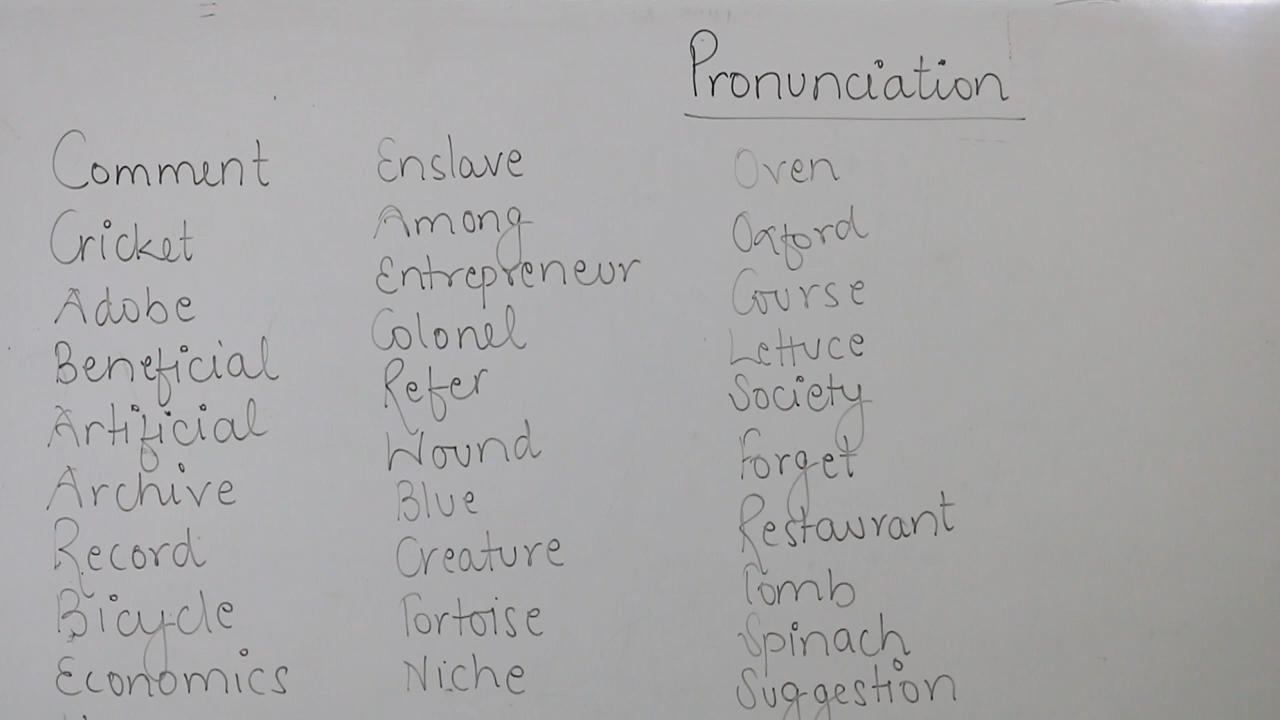 Pronunciation
Comment
Cricket
Adobe
Beneficial
Artificial
Archive
Record
Bicycle
Economics
Enslave
Among
Entrepreneur
Colonel
Refer
Wound
Blue
Creature
Tortoise
Niche
Oven
Oxford
Course
Lettuce
Society
Forget
Restaurant
Tomb
Spinach
Suggestion